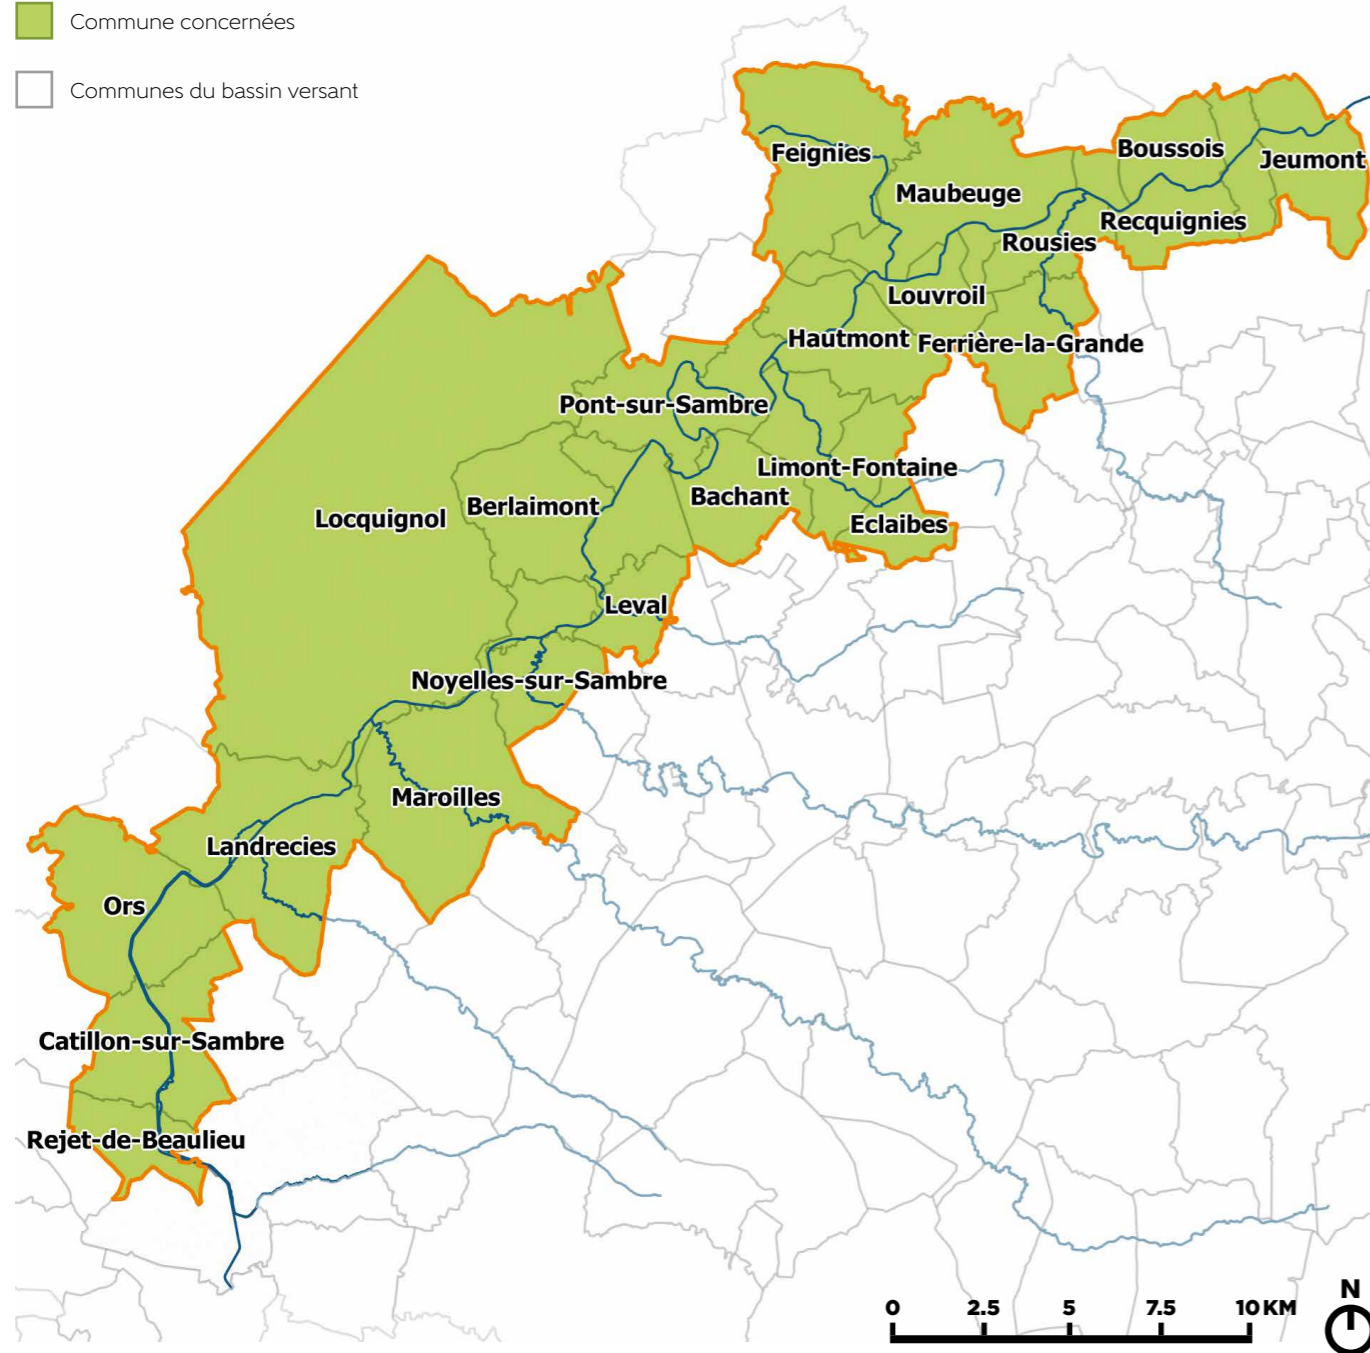 Commune concernées
Communes du bassin versant
Feignies
Boussois
Jeumont
Maubeuge
Recquignies
Rousies
Louvroil
Hautmont
Ferrière-la-Grande
Pont-sur-Sambre
Limont-Fontaine
Bachant
Berlaimont
Locquignol
Eclaibes
Leval
Noyelles-sur-Sambre
Maroilles
Landrecies
Ors
Catillon-sur-Sambre
Rejet-de-Beaulieu
N
0 2.5 5 7.5 10 KM